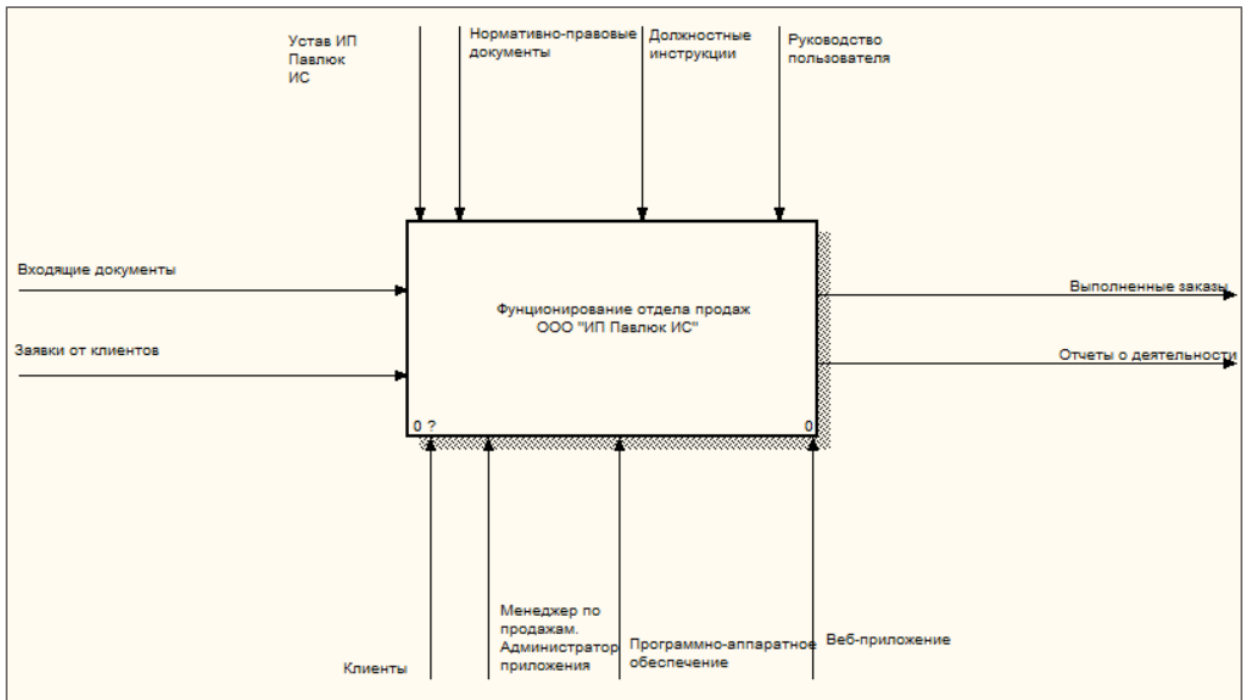 Устав ИП
Павлюк
ИС
Нормативно-правовые
документы
Должностные
инструкции
Руководство
пользователя
Входящие документы
Заявки от клиентов
Фунционирование отдела продаж
ООО "ИП Павлюк ИС"
0 ?
0
Выполненные заказы
Отчеты о деятельности
Клиенты
Менеджер по
продажам.
Администратор
приложения
Программно-аппаратное
обеспечение
Веб-приложение